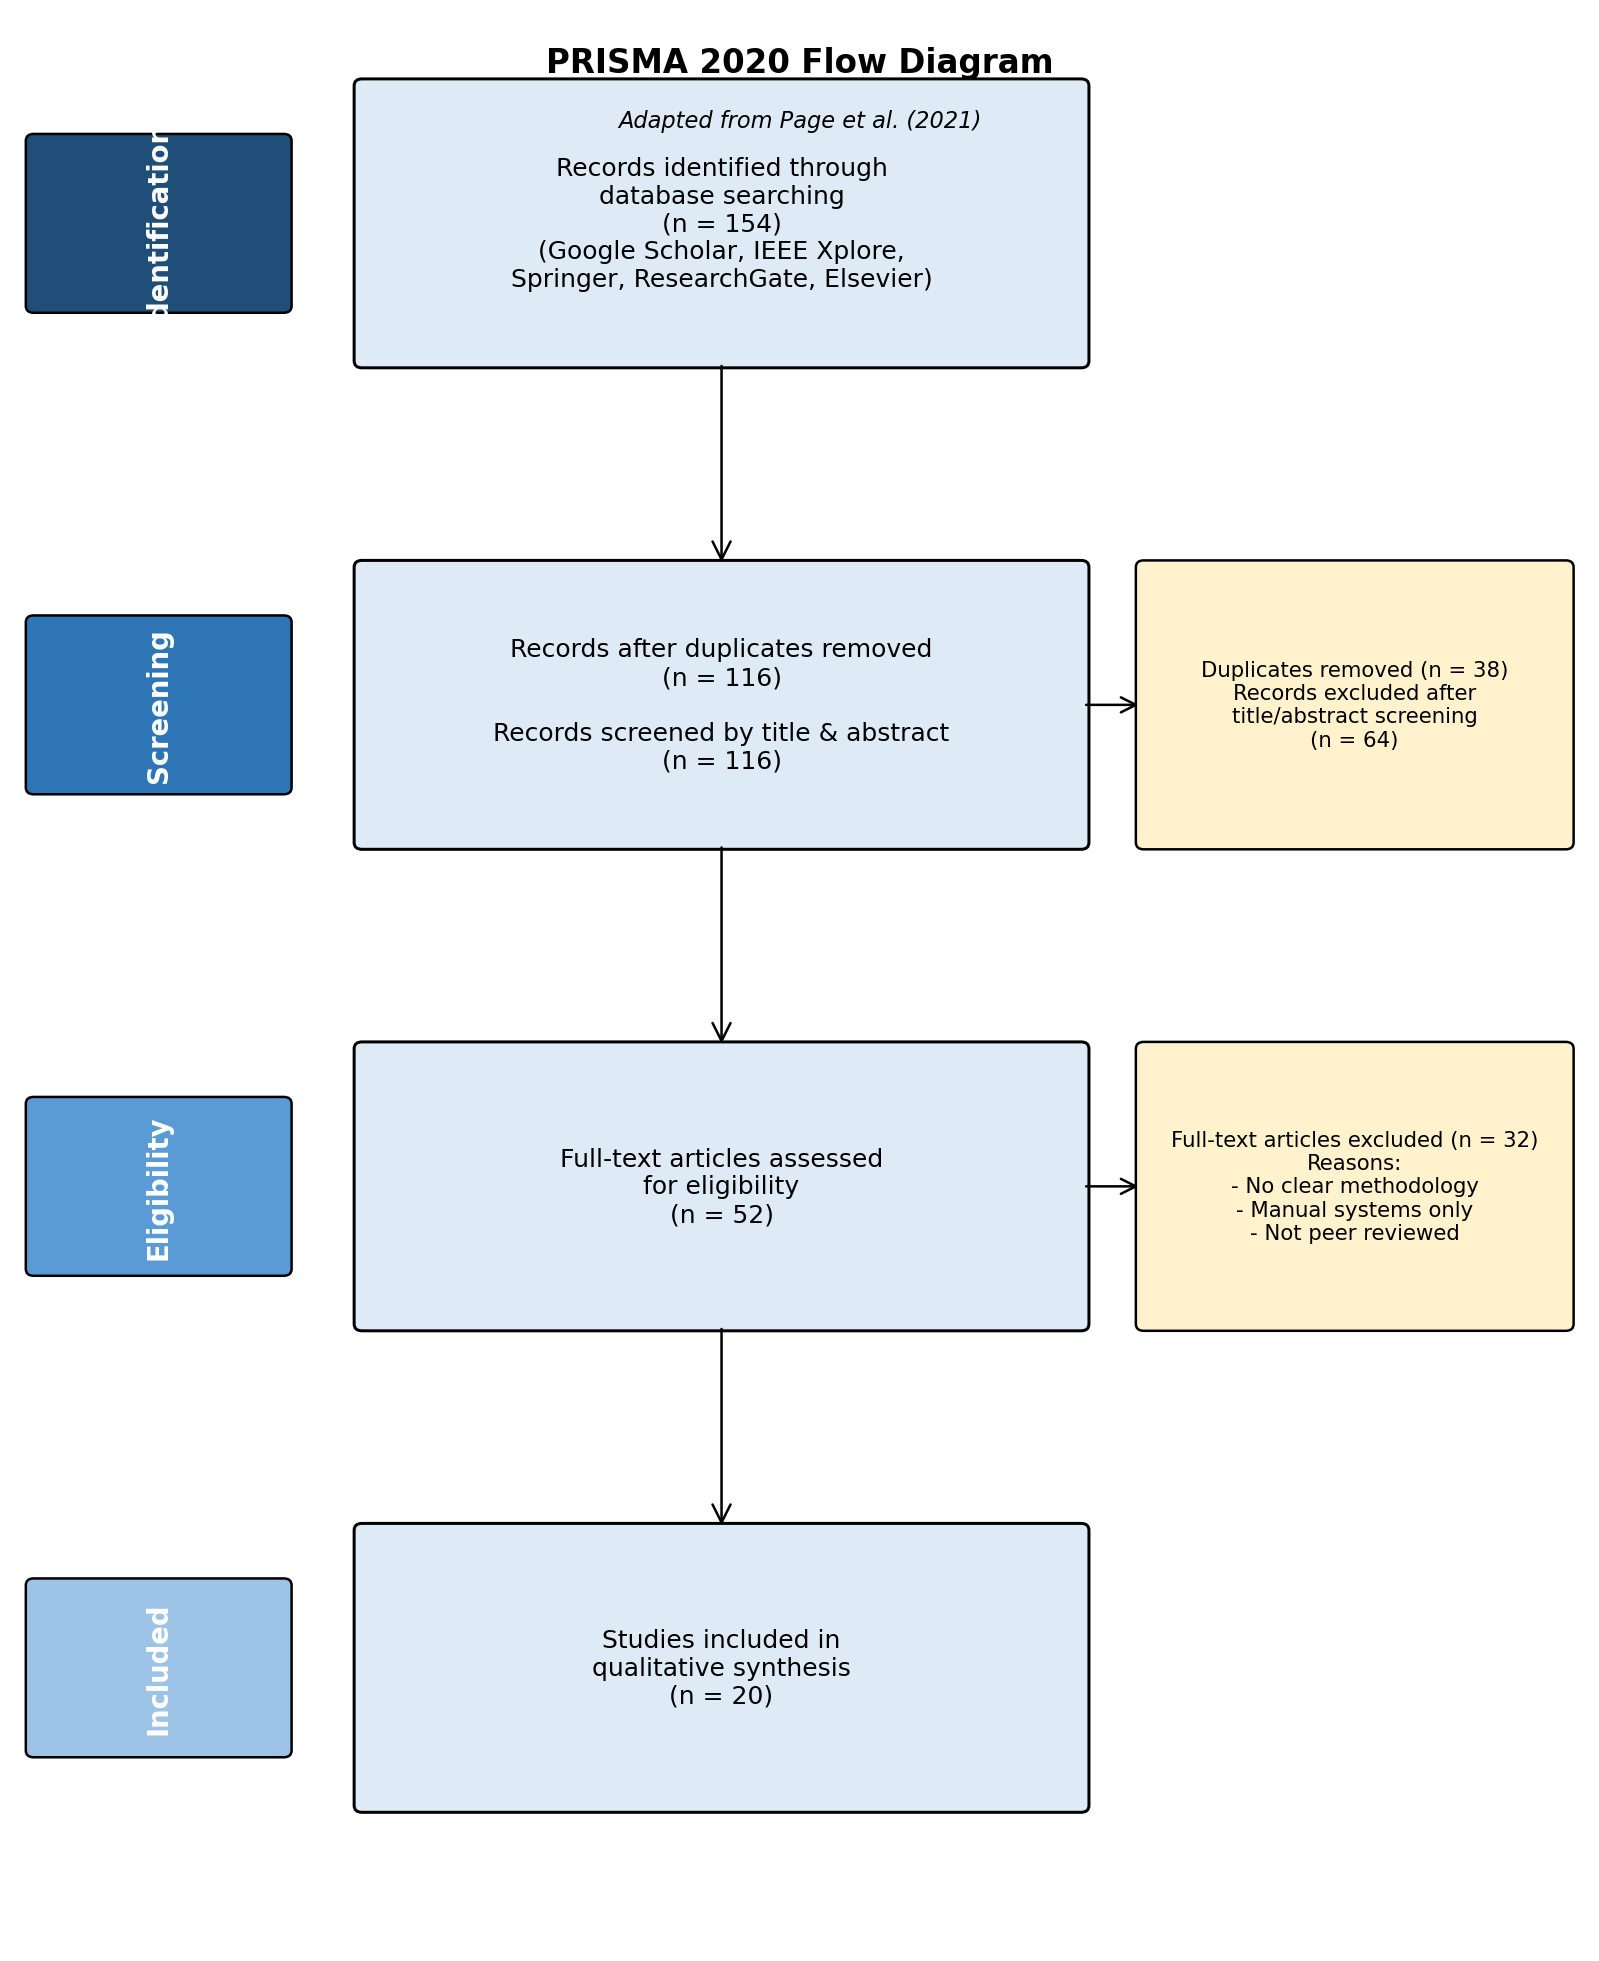 PRISMA 2020 Flow Diagram
Adapted from Page et al. (2021)
Identification
Records identified through
database searching
(n = 154)
(Google Scholar, IEEE Xplore,
Springer, ResearchGate, Elsevier)
Screening
Records after duplicates removed
(n = 116)
Records screened by title & abstract
(n = 116)
Duplicates removed (n = 38)
Records excluded after
title/abstract screening
(n = 64)
Eligibility
Full-text articles assessed
for eligibility
(n = 52)
Full-text articles excluded (n = 32)
Reasons:
- No clear methodology
- Manual systems only
- Not peer reviewed
Included
Studies included in
qualitative synthesis
(n = 20)